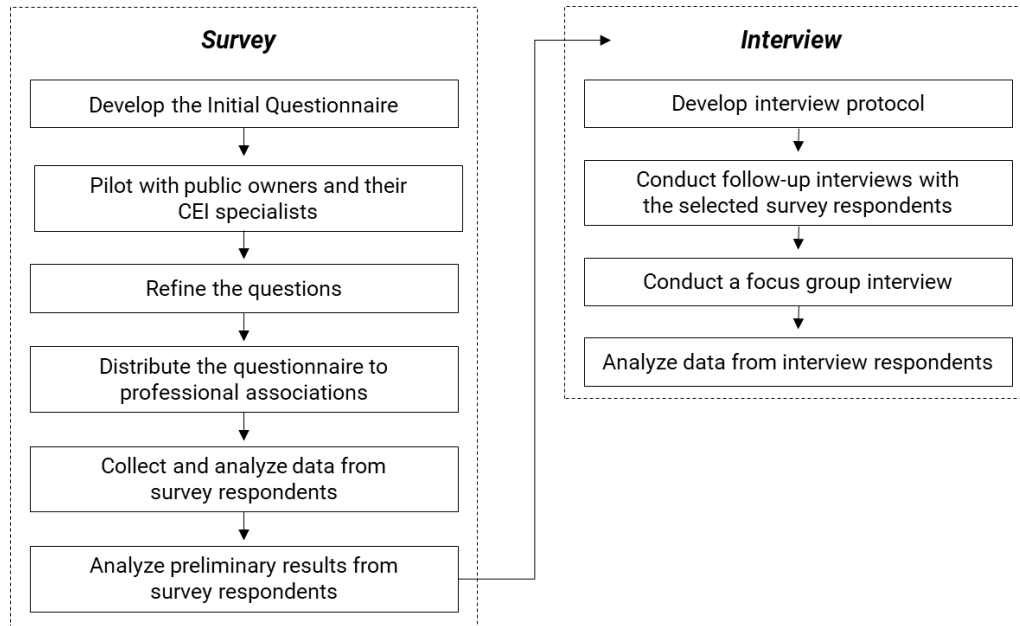 Survey
Develop the Initial Questionnaire
Pilot with public owners and their
CEI specialists
Refine the questions
Distribute the questionnaire to
professional associations
Collect and analyze data from
survey respondents
Analyze preliminary results from
survey respondents
Interview
Develop interview protocol
Conduct follow-up interviews with
the selected survey respondents
Conduct a focus group interview
Analyze data from interview respondents